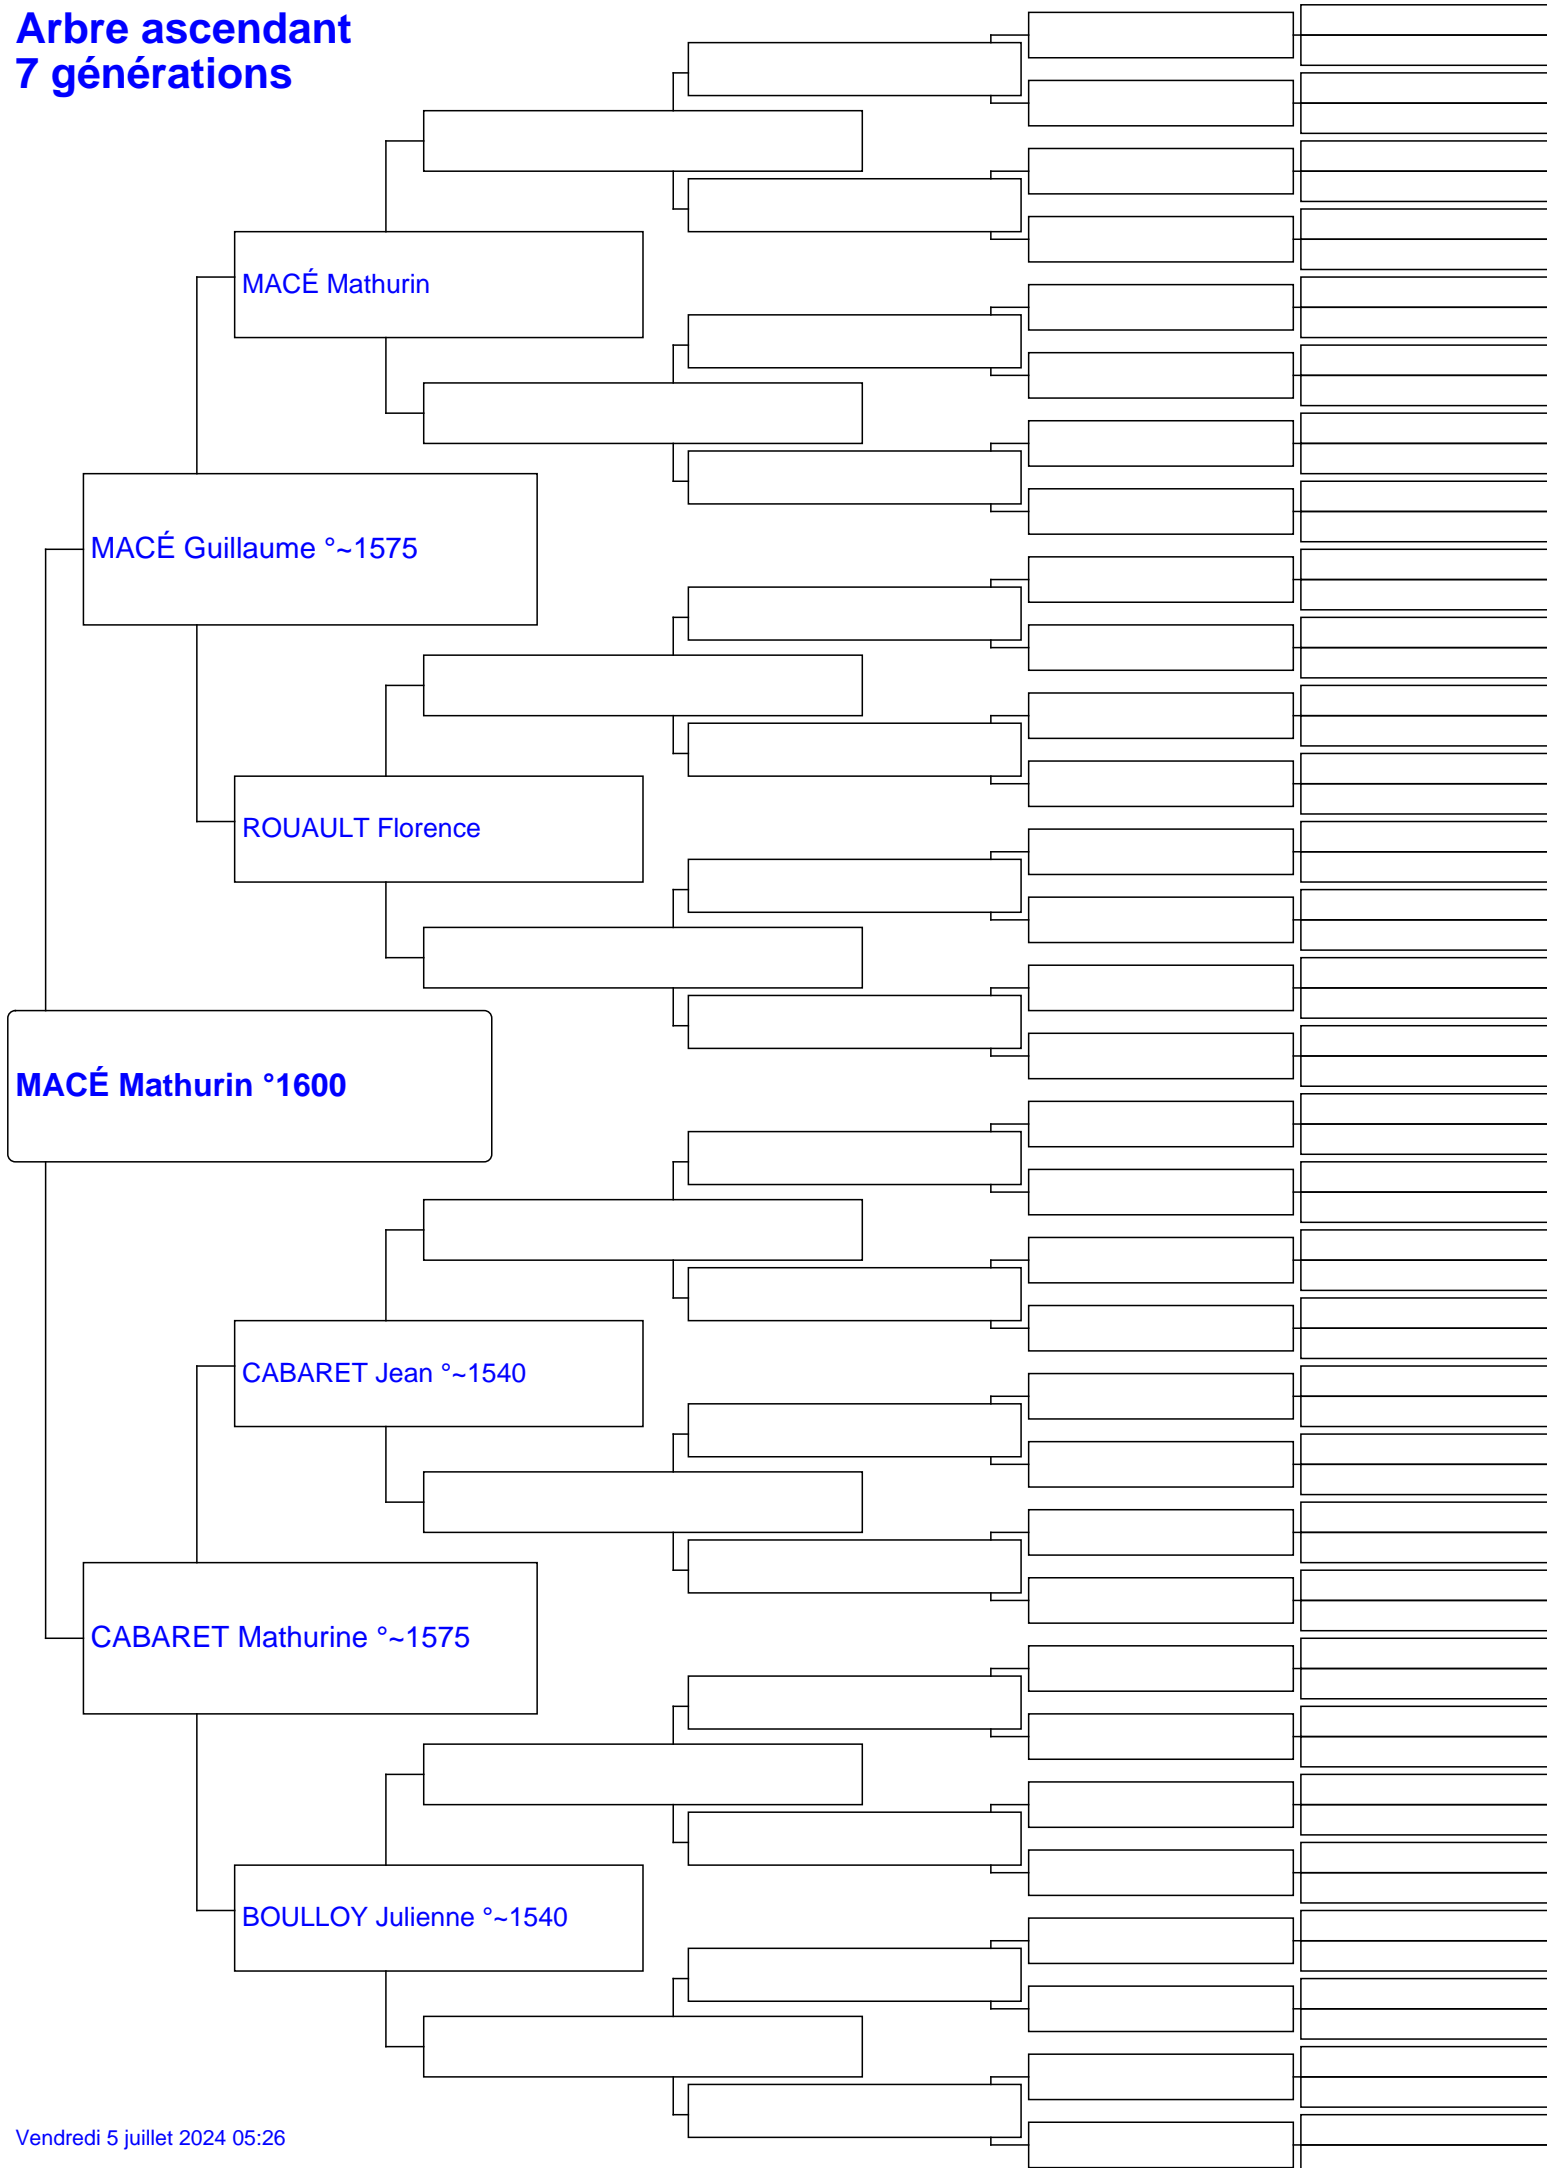 Arbre ascendant
7 générations
MACÉ Mathurin
MACÉ Guillaume °~1575
ROUAULT Florence
MACÉ Mathurin °1600
CABARET Jean °~1540
CABARET Mathurine °~1575
BOULLOY Julienne °~1540
Vendredi 5 juillet 2024 05:26